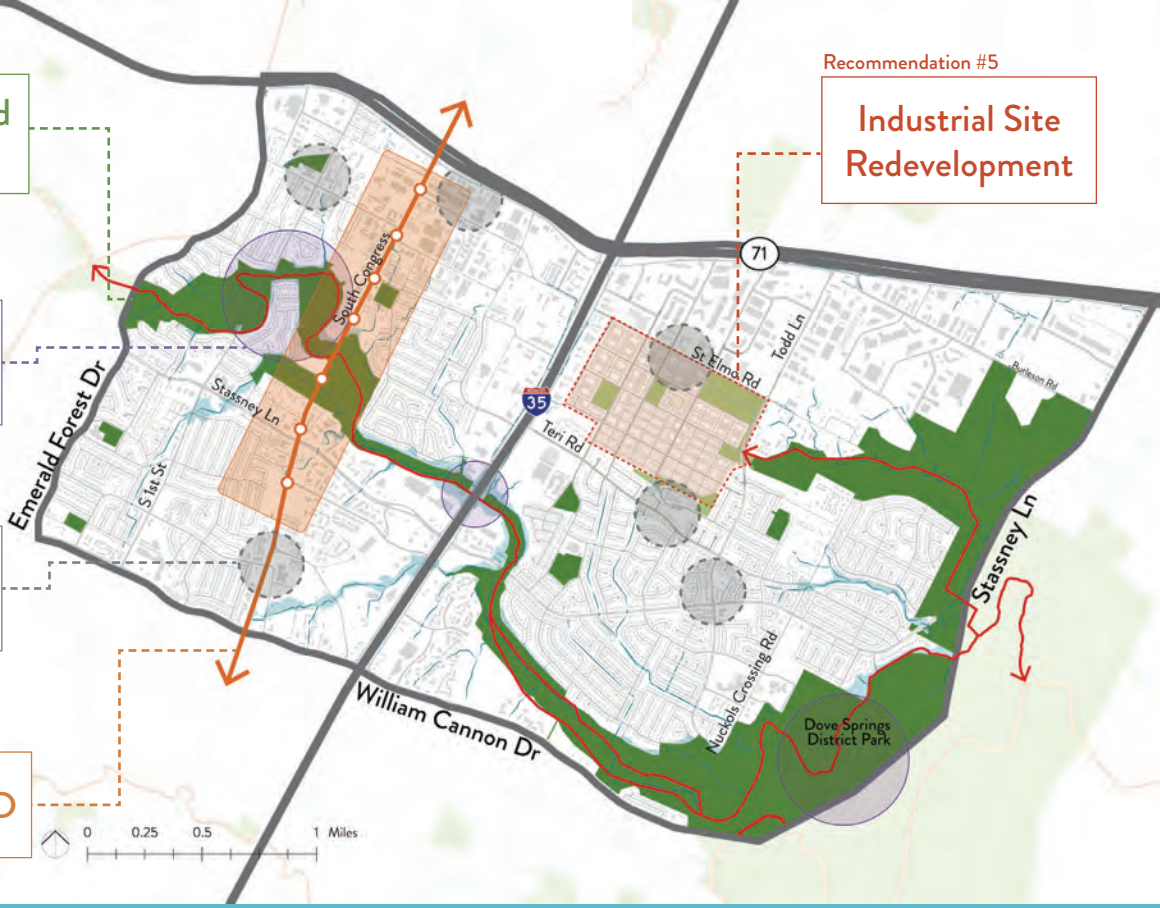 Recommendation #5
Industrial Site
Redevelopment
d
71
South Congress
St Elmo Rd
Todd Ln
Burleson Rd
35
Stassney Ln
Teri Rd
Emerald Forest Dr
S 1st St
Stassney Ln
Nuckols Crossing Rd
William Cannon Dr
Dove Springs
District Park
0 0.25 0.5 1 Miles